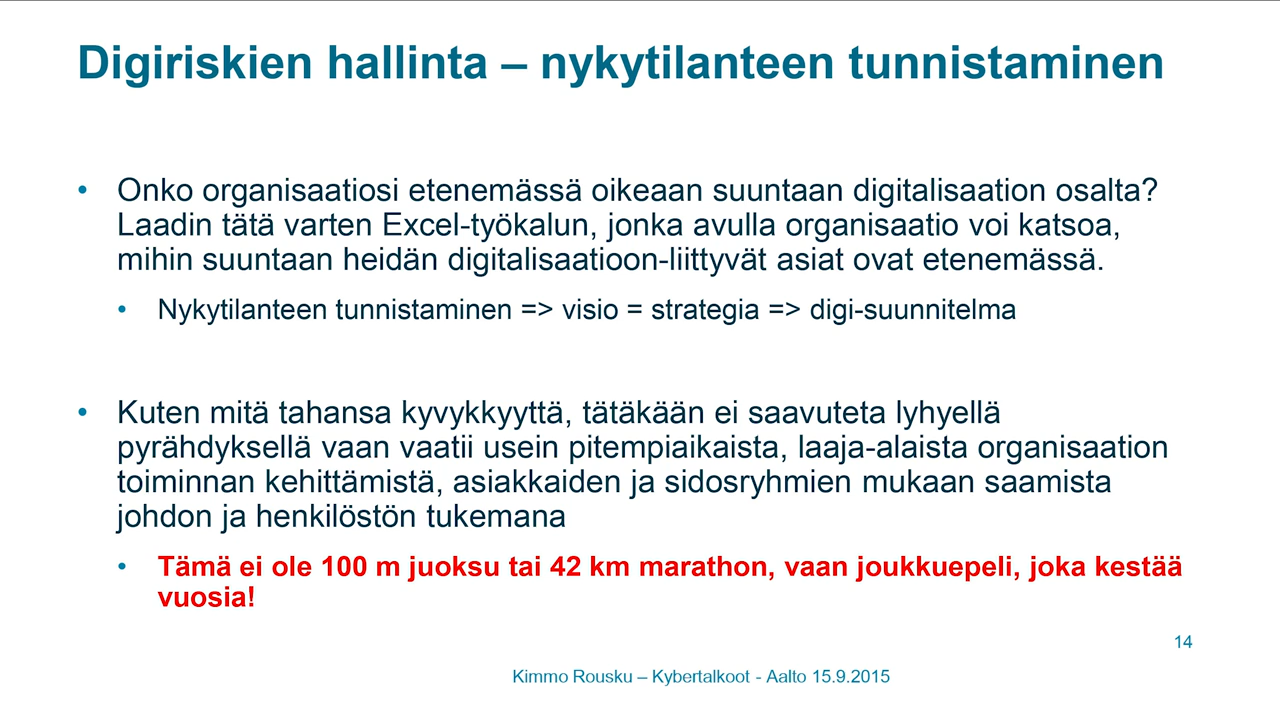 Digiriskien hallinta – nykytilanteen tunnistaminen
• Onko organisaatiosi etenemässä oikeaan suuntaan digitalisaation osalta?
Laadin tätä varten Excel-työkalun, jonka avulla organisaatio voi katsoa,
mihin suuntaan heidän digitalisaatioon-liittyvät asiat ovat etenemässä.
• Nykytilanteen tunnistaminen => visio = strategia => digi-suunnitelma
• Kuten mitä tahansa kyvykkyyttä, tätäkään ei saavuteta lyhyellä
pyrähdyksellä vaan vaatii usein pitempiaikaista, laaja-alaista organisaation
toiminnan kehittämistä, asiakkaiden ja sidosryhmien mukaan saamista
johdon ja henkilöstön tukemana
• Tämä ei ole 100 m juoksu tai 42 km marathon, vaan joukkuepeli, joka kestää
vuosia!
14
Kimmo Rousku – Kybertalkoot - Aalto 15.9.2015